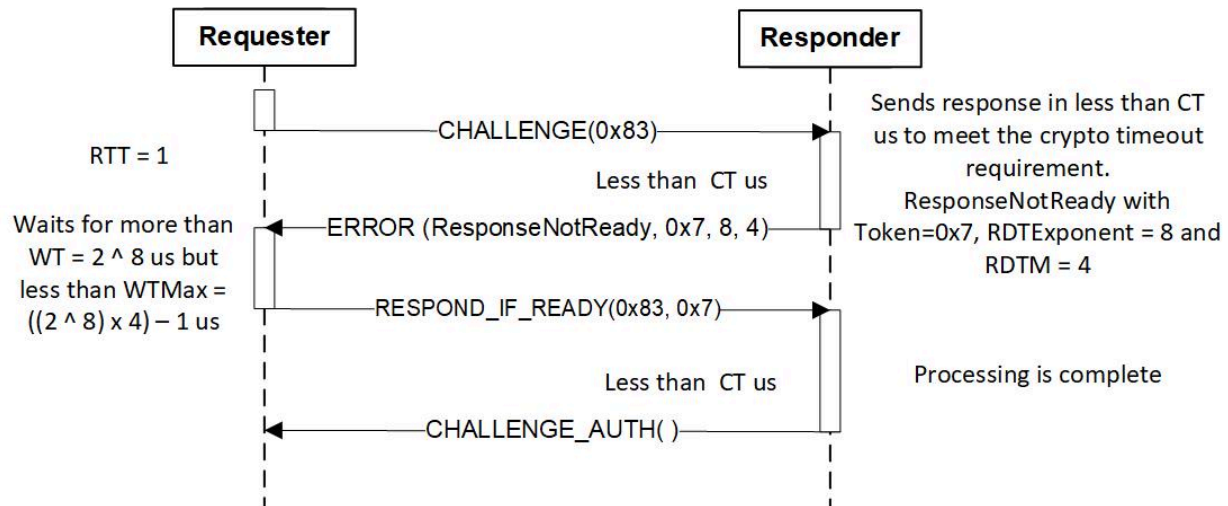 Requester
Responder
CHALLENGE(0x83)
Sends response in less than CT
us to meet the crypto timeout
requirement.
ResponseNotReady with
Token=0x7, RDTExponent = 8 and
RDTM = 4
RTT = 1
Less than CT us
Waits for more than
WT = 2 ^ 8 us but
less than WTMax =
((2 ^ 8) x 4) – 1 us
ERROR (ResponseNotReady, 0x7, 8, 4)
RESPOND_IF_READY(0x83, 0x7)
Less than CT us
Processing is complete
CHALLENGE_AUTH( )